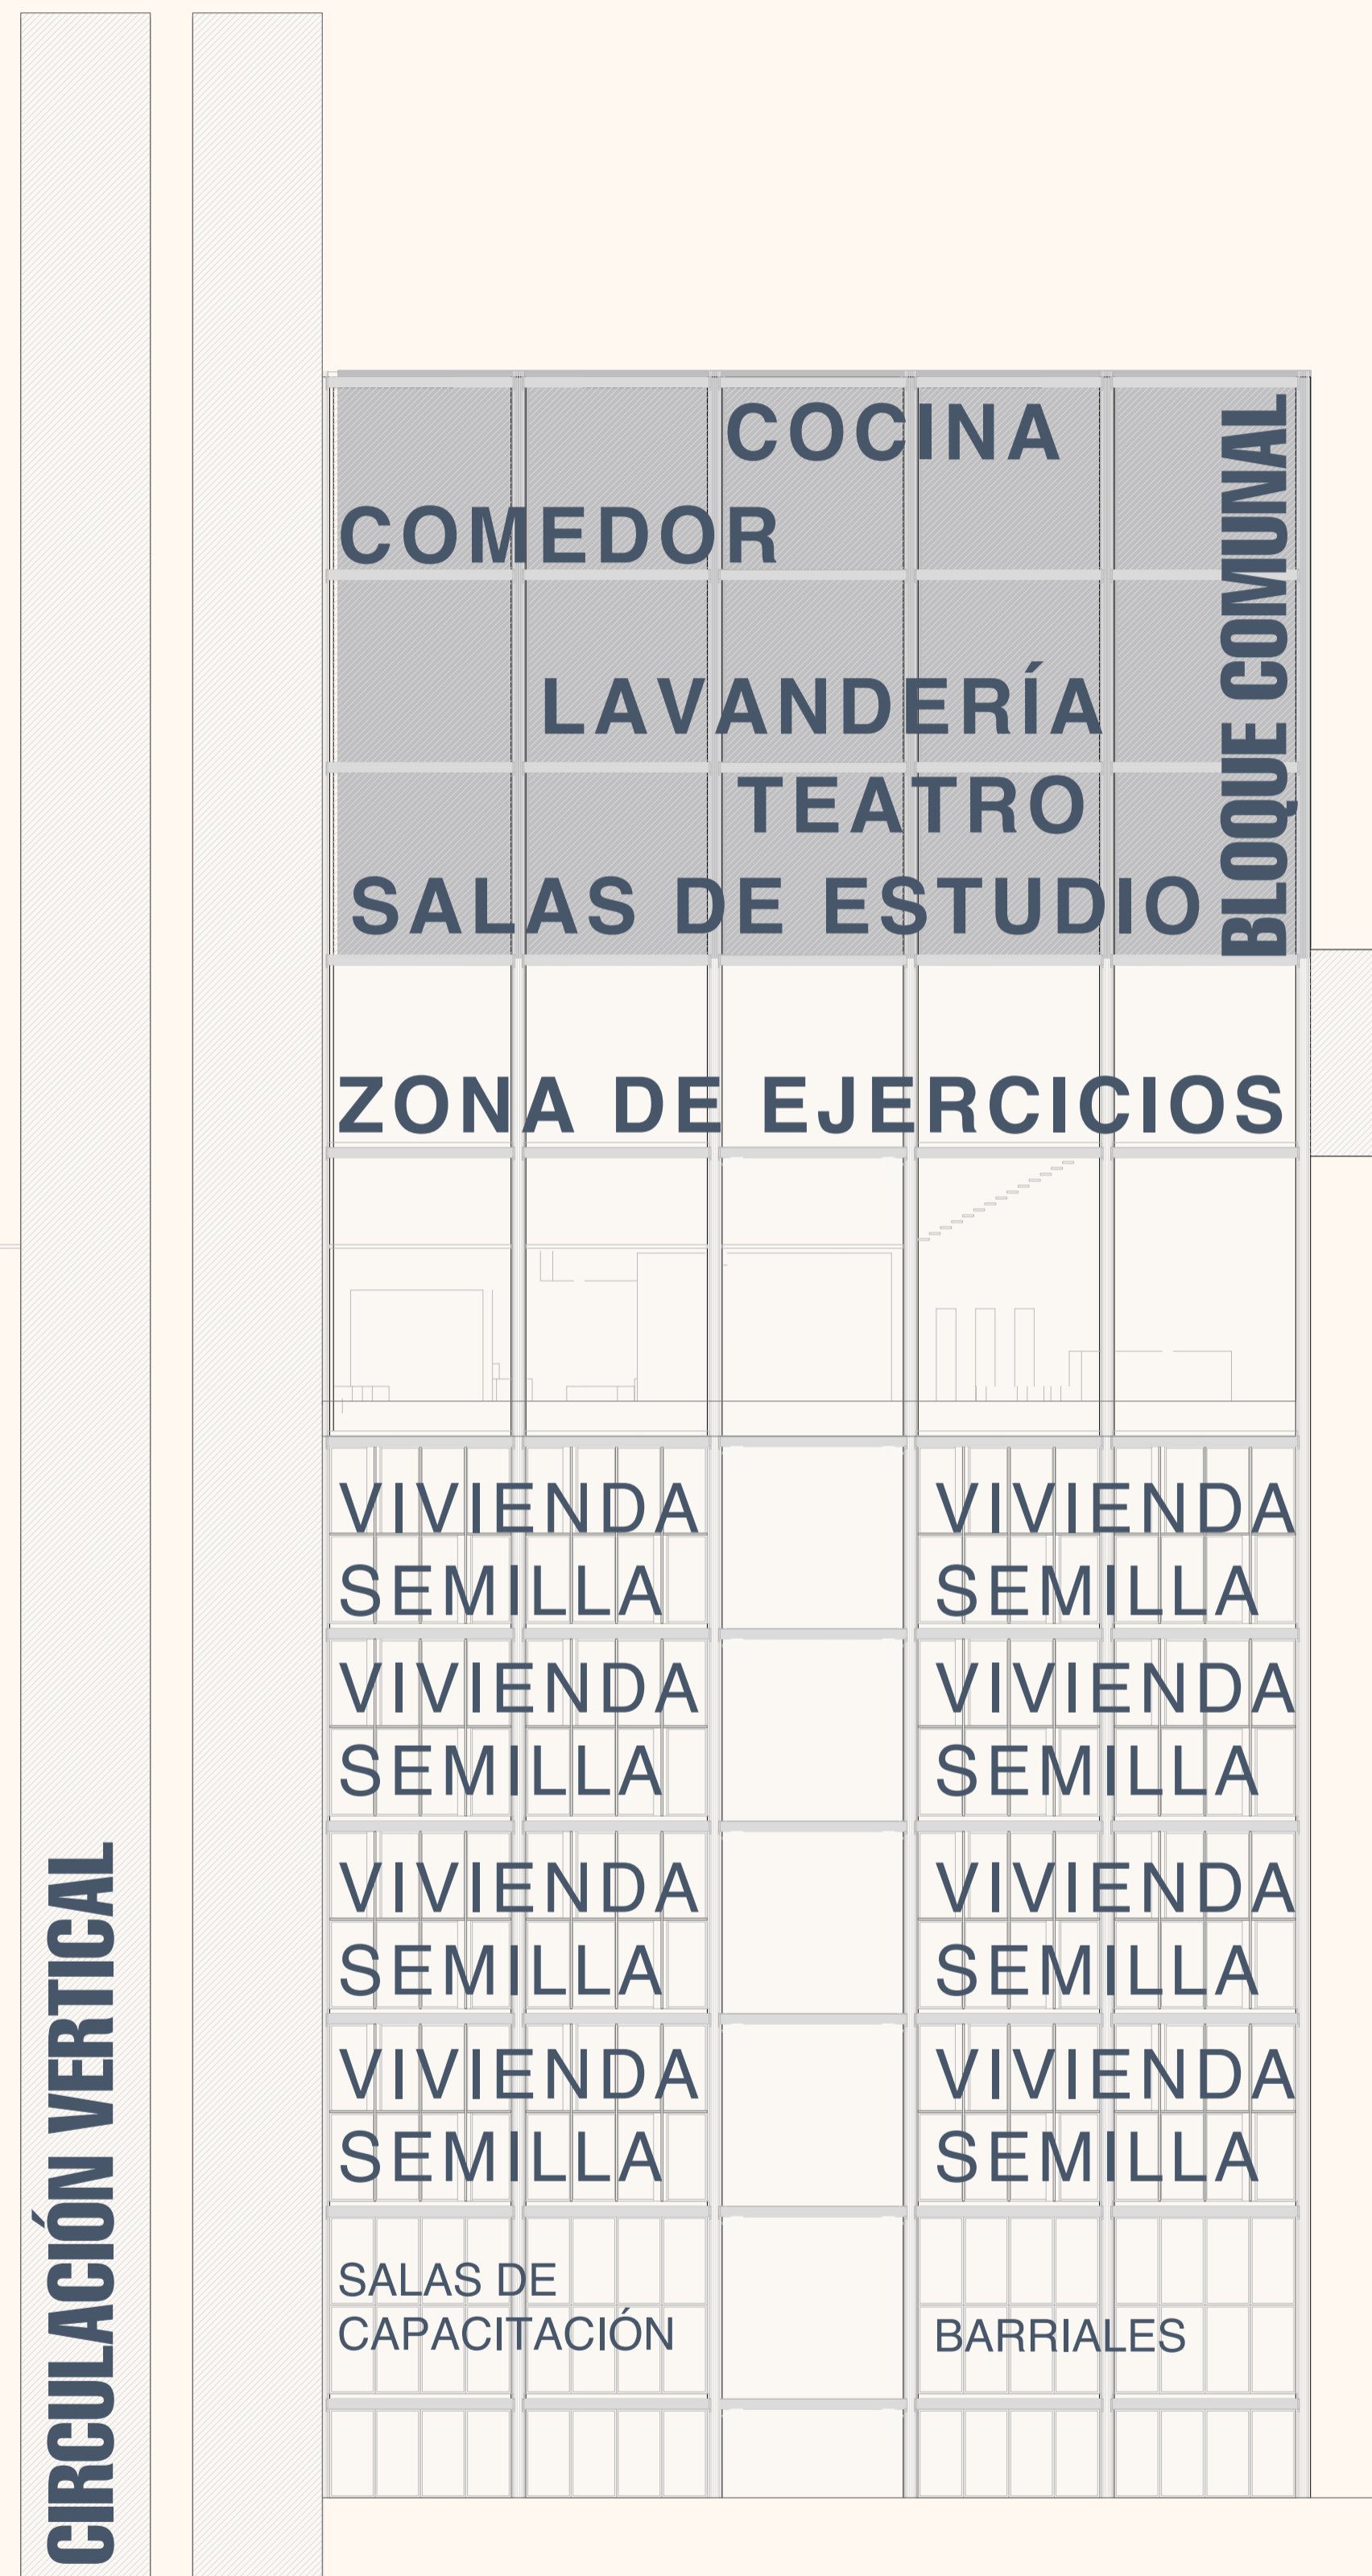 COCINA
COMEDOR
LAVANDERÍA
TEATRO
SALAS DE ESTUDIO
BLOQUE COMUNAL
ZONA DE EJERCICIOS
VIVIENDA
SEMILLA
VIVIENDA
SEMILLA
VIVIENDA
SEMILLA
VIVIENDA
SEMILLA
VIVIENDA
SEMILLA
VIVIENDA
SEMILLA
VIVIENDA
SEMILLA
VIVIENDA
SEMILLA
SALAS DE
CAPACITACIÓN
BARRIALES
CIRCULACIÓN VERTICAL